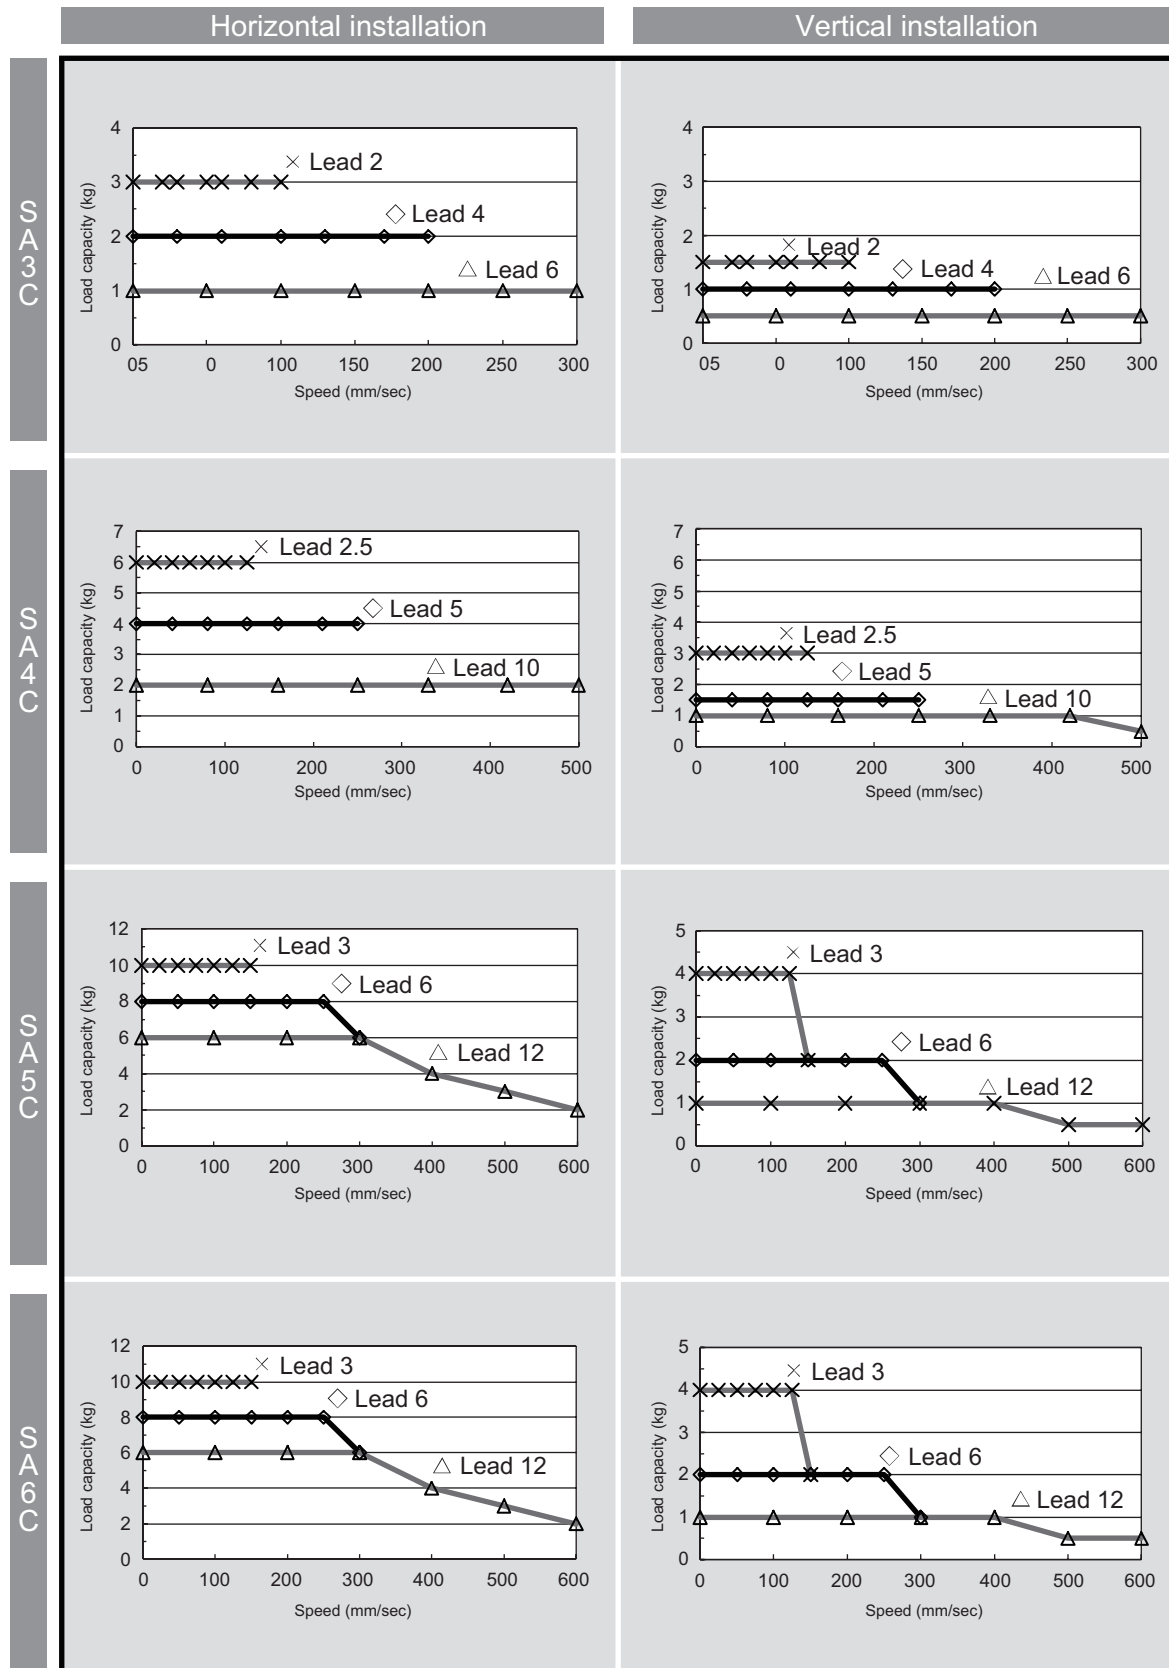 Horizontal installation
Vertical installation
SA3C
4
3
2
1
0
Load capacity (kg)
× Lead 2
◇ Lead 4
△ Lead 6
05 0 100 150 200 250 300
Speed (mm/sec)
4
3
2
1
0
Load capacity (kg)
× Lead 2
◇ Lead 4
△ Lead 6
05 0 100 150 200 250 300
Speed (mm/sec)
SA4C
7
6
5
4
3
2
1
0
Load capacity (kg)
× Lead 2.5
◇ Lead 5
△ Lead 10
0 100 200 300 400 500
Speed (mm/sec)
7
6
5
4
3
2
1
0
Load capacity (kg)
× Lead 2.5
◇ Lead 5
△ Lead 10
0 100 200 300 400 500
Speed (mm/sec)
SA5C
12
10
8
6
4
2
0
Load capacity (kg)
× Lead 3
◇ Lead 6
△ Lead 12
0 100 200 300 400 500 600
Speed (mm/sec)
5
4
3
2
1
0
Load capacity (kg)
× Lead 3
◇ Lead 6
△ Lead 12
0 100 200 300 400 500 600
Speed (mm/sec)
SA6C
12
10
8
6
4
2
0
Load capacity (kg)
× Lead 3
◇ Lead 6
△ Lead 12
0 100 200 300 400 500 600
Speed (mm/sec)
5
4
3
2
1
0
Load capacity (kg)
× Lead 3
◇ Lead 6
△ Lead 12
0 100 200 300 400 500 600
Speed (mm/sec)